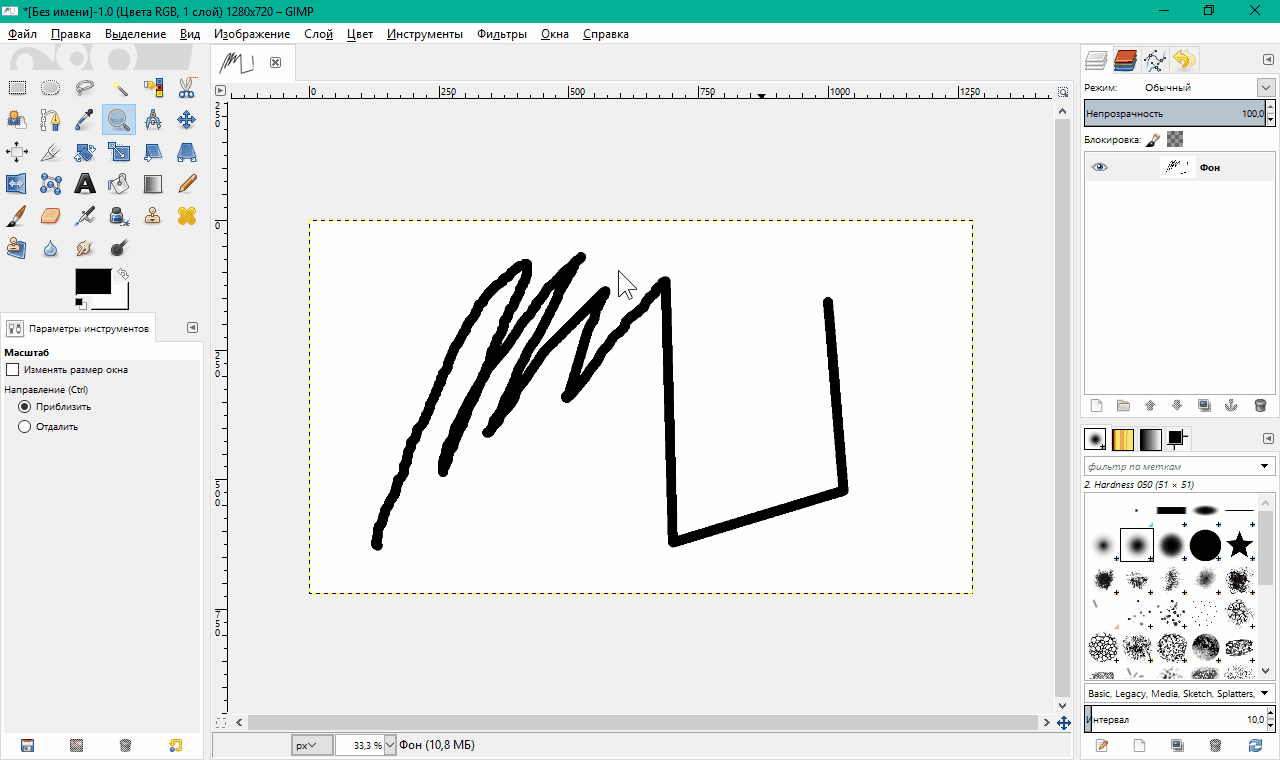 *[Без имени]-1.0 (Цвета RGB, 1 слой) 1280x720 – GIMP
Файл Правка Выделение Вид Изображение Слой Цвет Инструменты Фильтры Окна Справка
0 250 500 750 1000 1250
250
0
250
500
750
Параметры инструментов
Масштаб
Изменять размер окна
Направление (Ctrl)
Приблизить
Отдалить
px 33,3 % Фон (10,8 МБ)
Режим: Обычный
Непрозрачность 100,0
Блокировка:
Фон
фильтр по меткам
2. Hardness 050 (51 × 51)
Basic, Legacy, Media, Sketch, Splatters,
Интервал 10,0